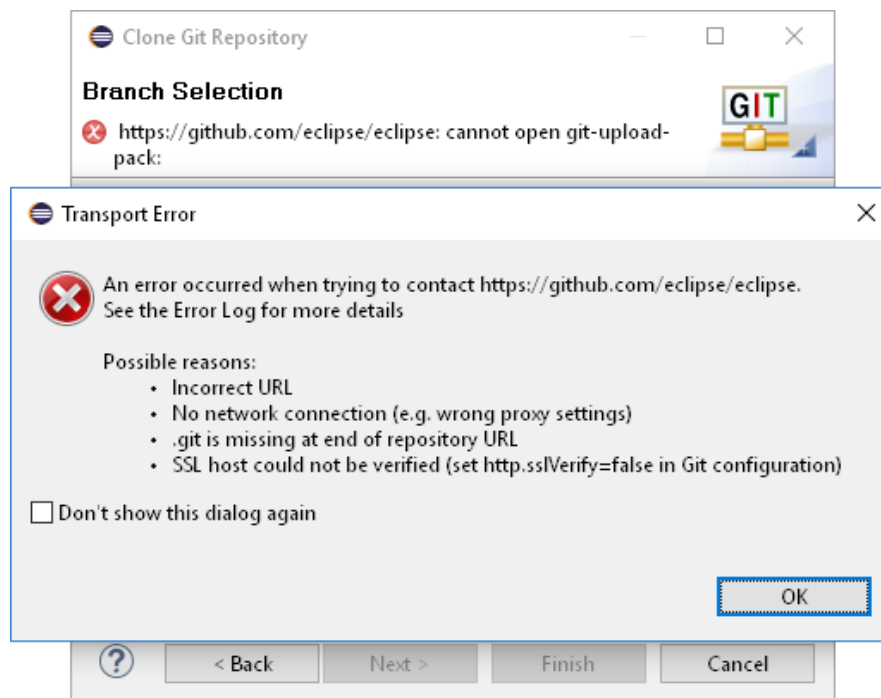 Clone Git Repository
Branch Selection
https://github.com/eclipse/eclipse: cannot open git-upload-
pack:
GIT
Transport Error
An error occurred when trying to contact https://github.com/eclipse/eclipse.
See the Error Log for more details
Possible reasons:
• Incorrect URL
• No network connection (e.g. wrong proxy settings)
• .git is missing at end of repository URL
• SSL host could not be verified (set http.sslVerify=false in Git configuration)
Don't show this dialog again
OK
?
< Back
Next >
Finish
Cancel